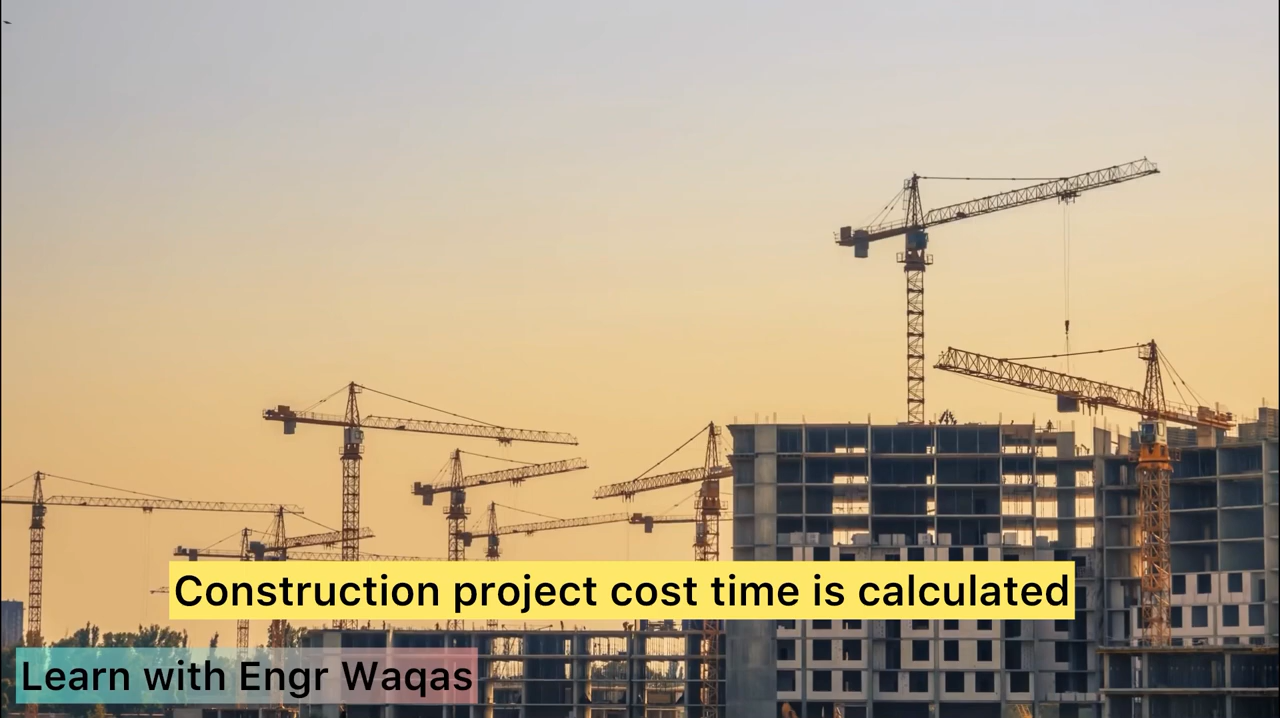 Construction project cost time is calculated
Learn with Engr Waqas